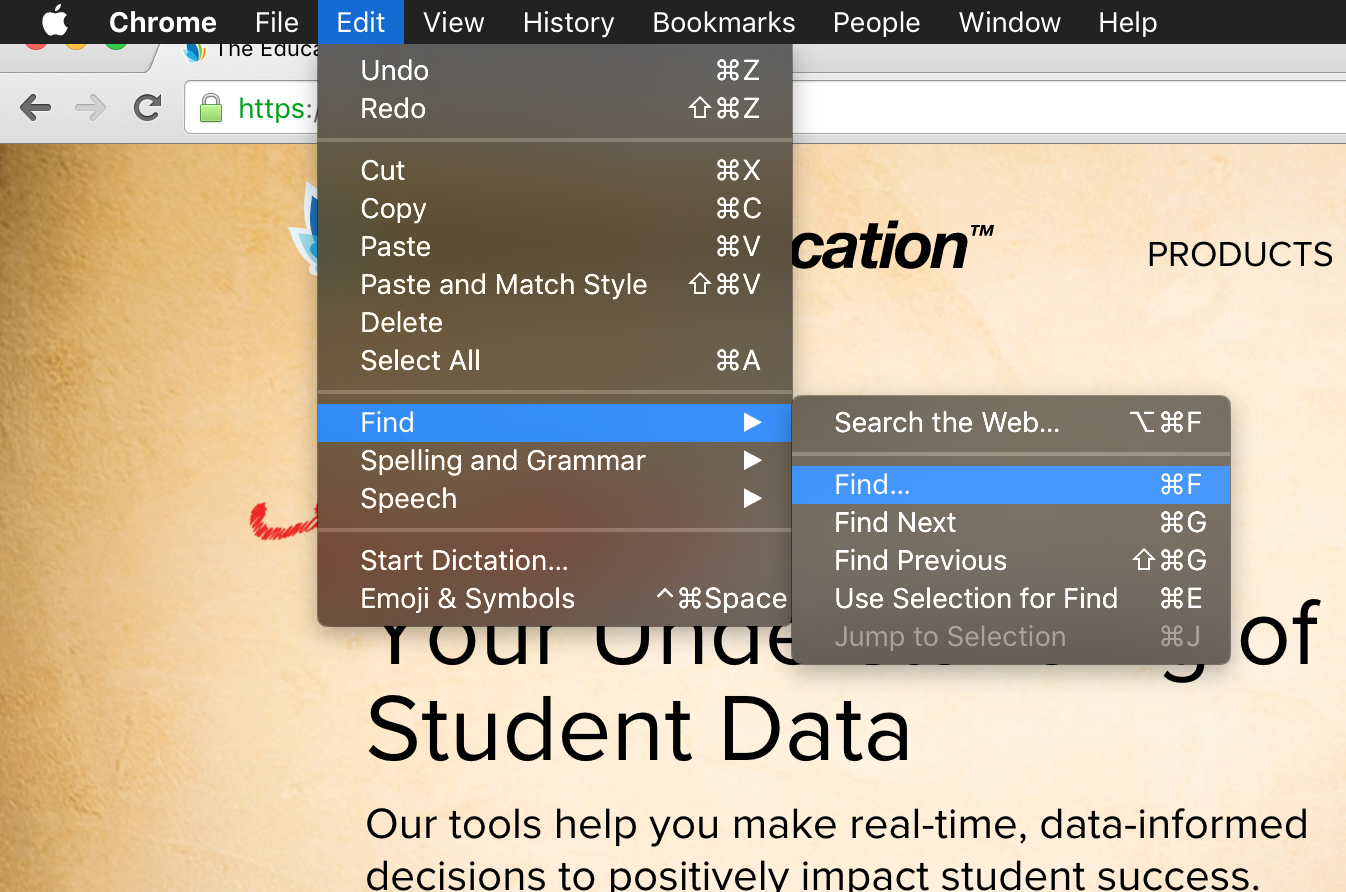 Chrome File Edit View History Bookmarks People Window Help
The Educa
https:/
Undo ⌘Z
Redo ⇧⌘Z
Cut ⌘X
Copy ⌘C
Paste ⌘V
Paste and Match Style ⇧⌘V
Delete
Select All ⌘A
Find ▶
Spelling and Grammar ▶
Speech ▶
Start Dictation...
Emoji & Symbols ^⌘Space
Search the Web... ⌥⌘F
Find... ⌘F
Find Next ⌘G
Find Previous ⇧⌘G
Use Selection for Find ⌘E
Jump to Selection ⌘J
cation™
PRODUCTS
Your Unde g of
Student Data
Our tools help you make real-time, data-informed
decisions to positively impact student success.